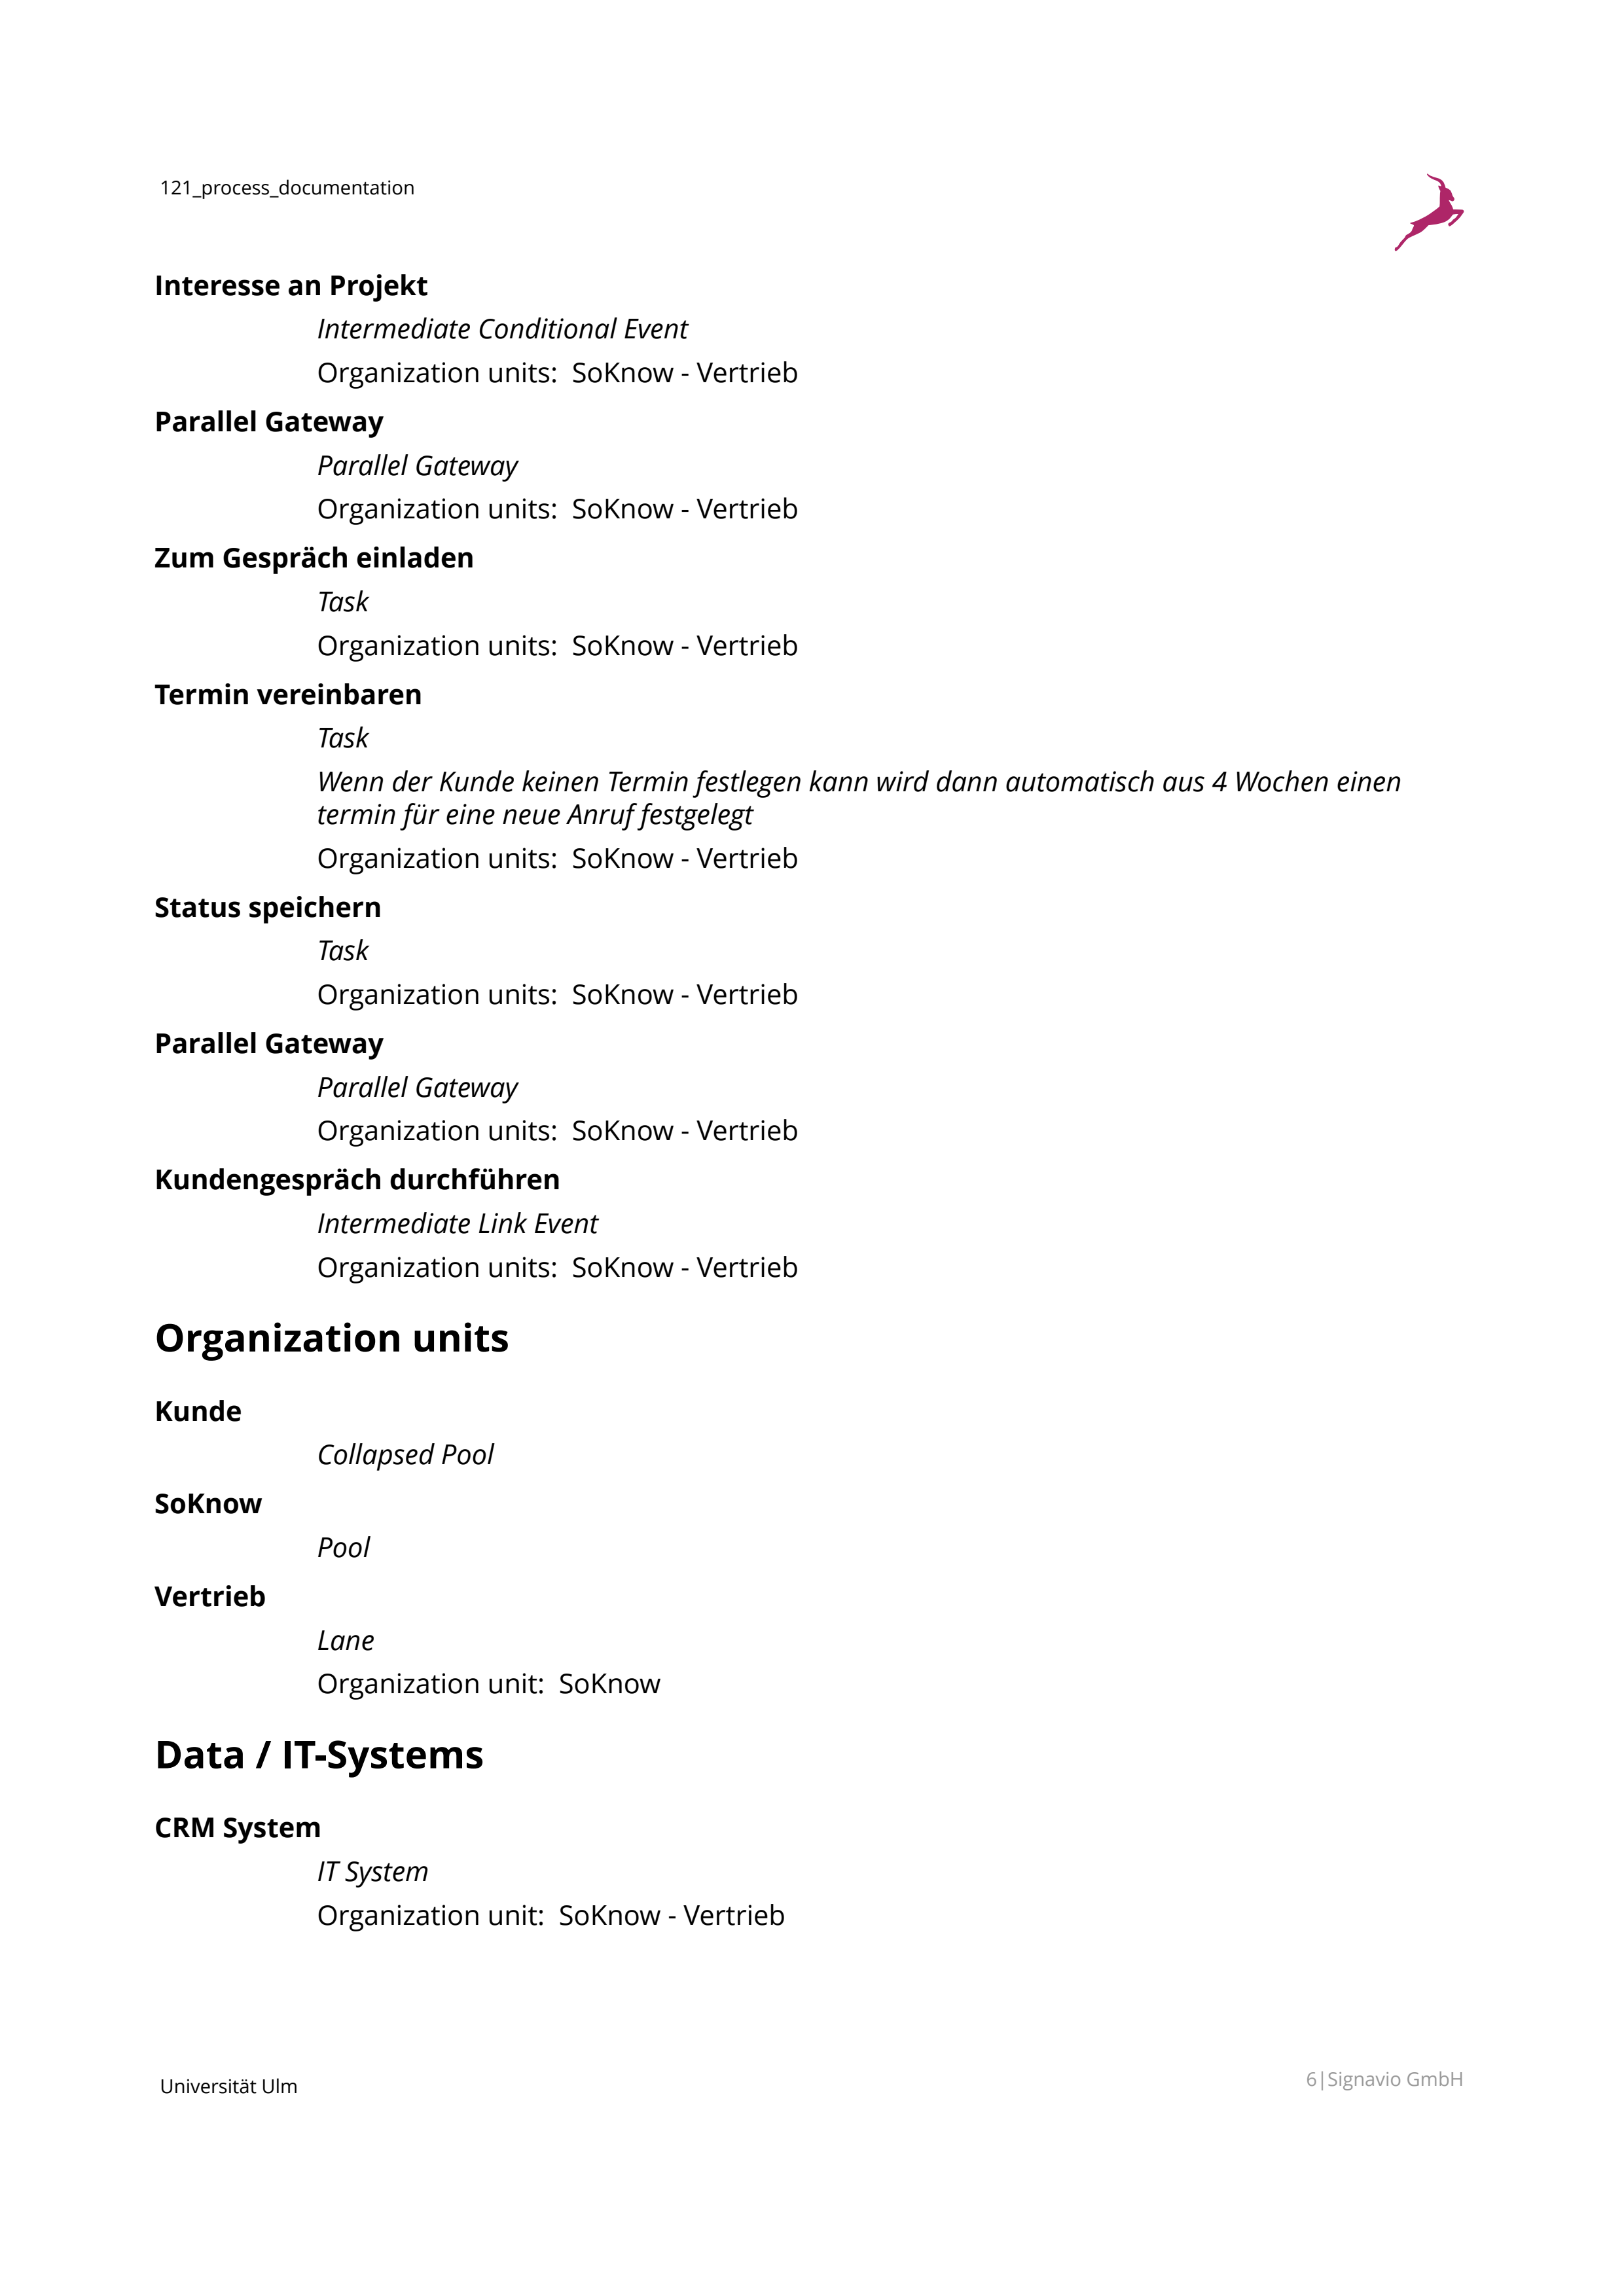 121_process_documentation
Interesse an Projekt
Intermediate Conditional Event
Organization units:  SoKnow - Vertrieb
Parallel Gateway
Parallel Gateway
Organization units:  SoKnow - Vertrieb
Zum Gespräch einladen
Task
Organization units:  SoKnow - Vertrieb
Termin vereinbaren
Task
Wenn der Kunde keinen Termin festlegen kann wird dann automatisch aus 4 Wochen einen
termin für eine neue Anruf festgelegt
Organization units:  SoKnow - Vertrieb
Status speichern
Task
Organization units:  SoKnow - Vertrieb
Parallel Gateway
Parallel Gateway
Organization units:  SoKnow - Vertrieb
Kundengespräch durchführen
Intermediate Link Event
Organization units:  SoKnow - Vertrieb
Organization units
Kunde
Collapsed Pool
SoKnow
Pool
Vertrieb
Lane
Organization unit:  SoKnow
Data / IT-Systems
CRM System
IT System
Organization unit:  SoKnow - Vertrieb
Universität Ulm
6|Signavio GmbH